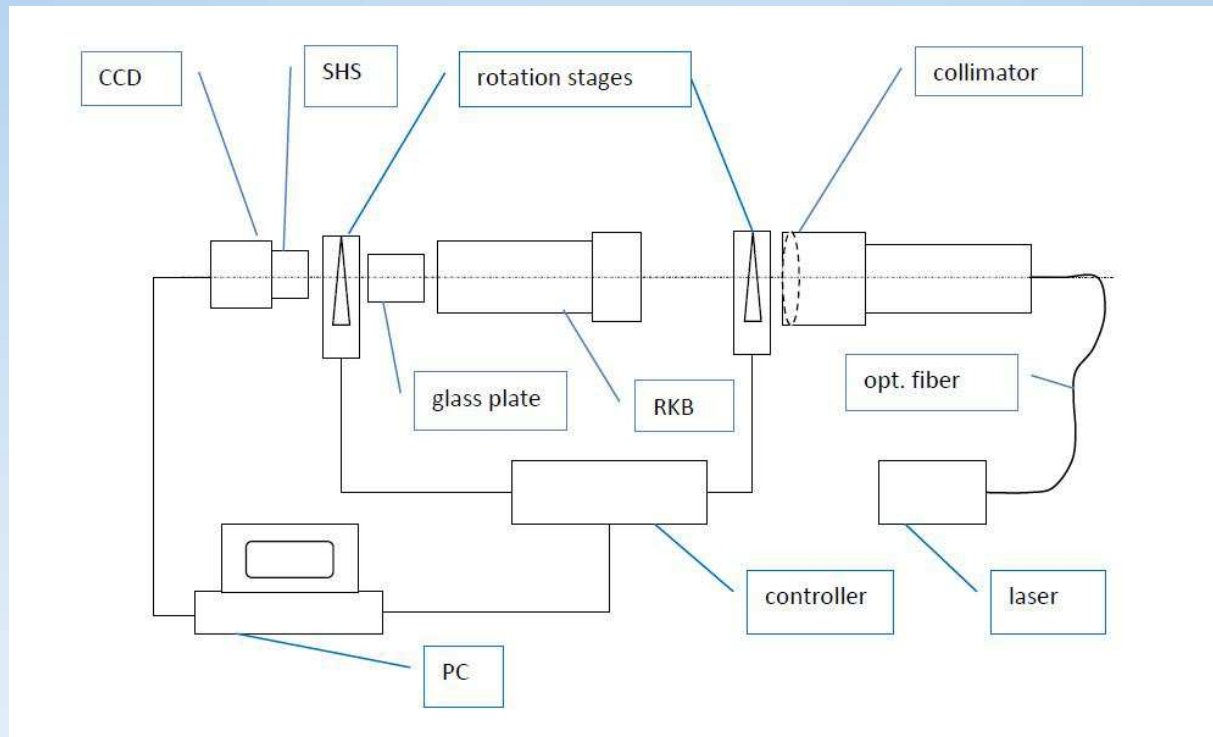 CCD
SHS
rotation stages
collimator
glass plate
RKB
opt. fiber
controller
laser
PC